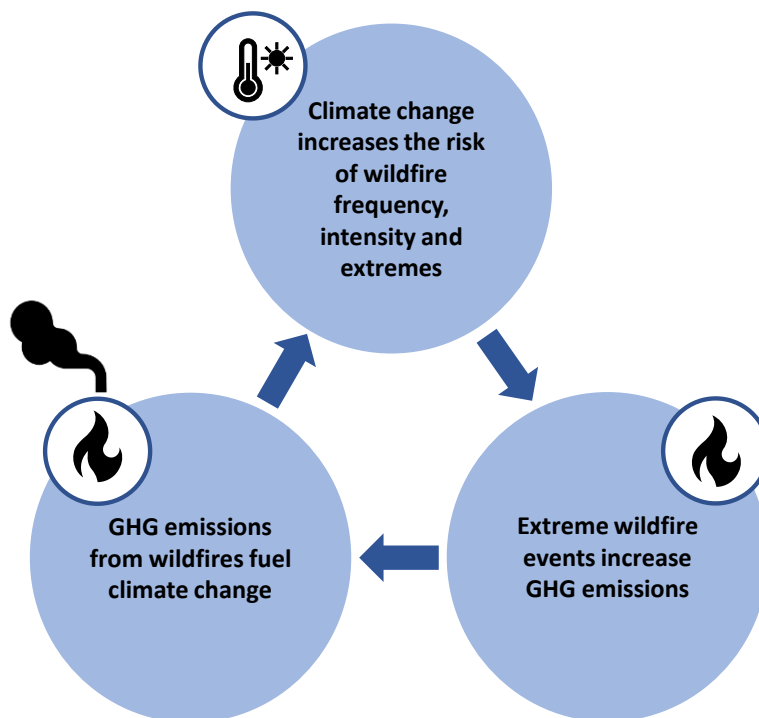 Climate change
increases the risk
of wildfire
frequency,
intensity and
extremes
GHG emissions
from wildfires fuel
climate change
Extreme wildfire
events increase
GHG emissions